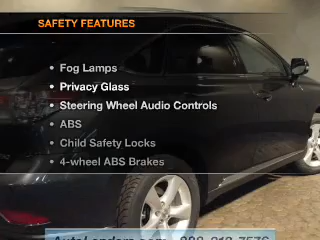 SAFETY FEATURES
• Fog Lamps
• Privacy Glass
• Steering Wheel Audio Controls
• ABS
• Child Safety Locks
• 4-wheel ABS Brakes